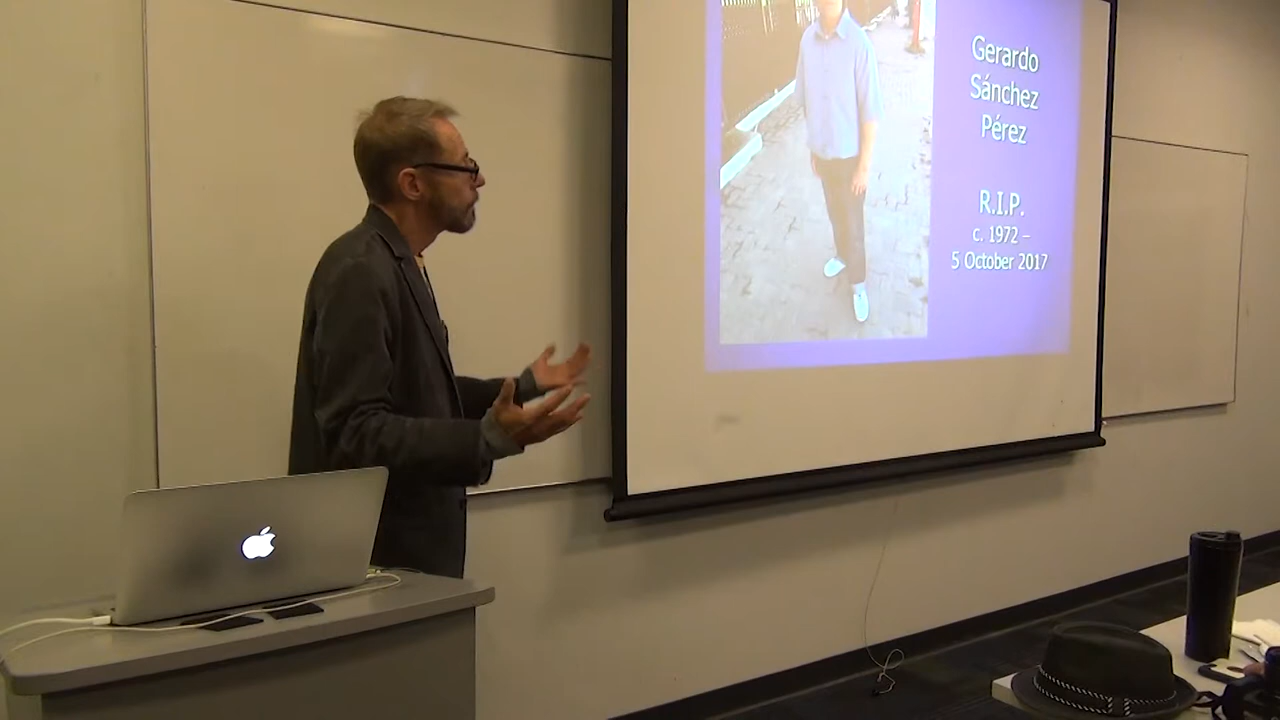 Gerardo
Sánchez
Pérez
R.I.P.
c. 1972 –
5 October 2017